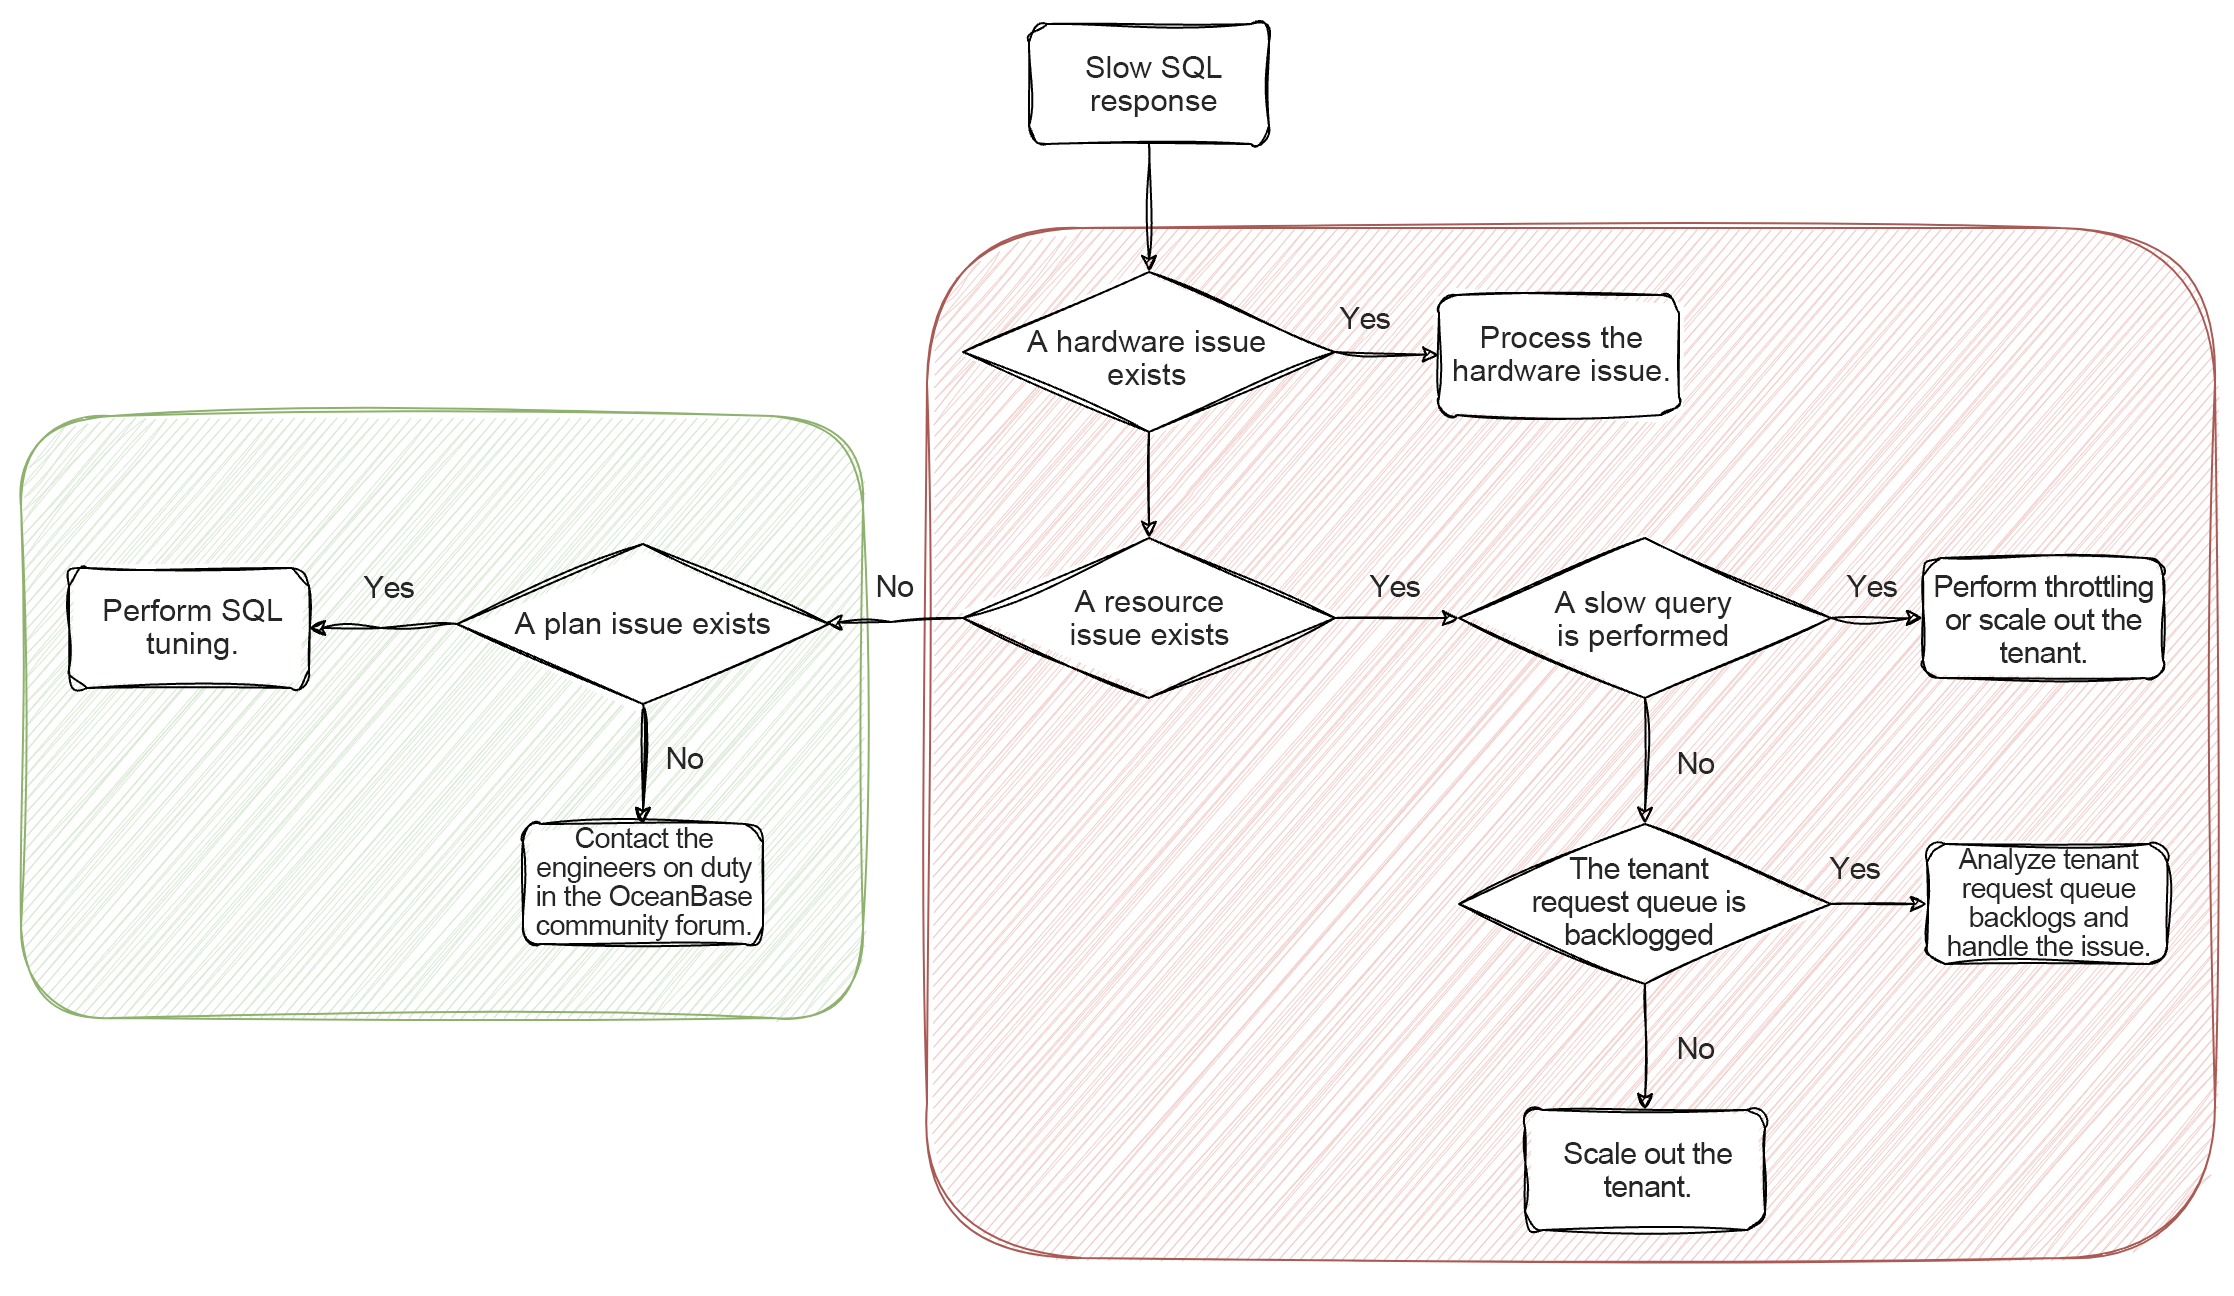 Slow SQL
response
A hardware issue
exists
Yes
Process the
hardware issue.
A resource
issue exists
Yes
A slow query
is performed
Yes
Perform throttling
or scale out the
tenant.
No
A plan issue exists
Yes
Perform SQL
tuning.
No
Contact the
engineers on duty
in the OceanBase
community forum.
No
The tenant
request queue is
backlogged
Yes
Analyze tenant
request queue
backlogs and
handle the issue.
No
Scale out the
tenant.